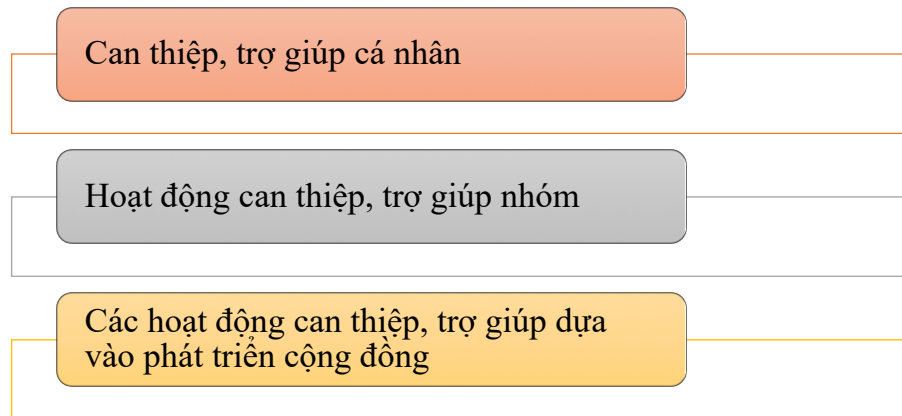 Can thiệp, trợ giúp cá nhân
Hoạt động can thiệp, trợ giúp nhóm
Các hoạt động can thiệp, trợ giúp dựa
vào phát triển cộng đồng